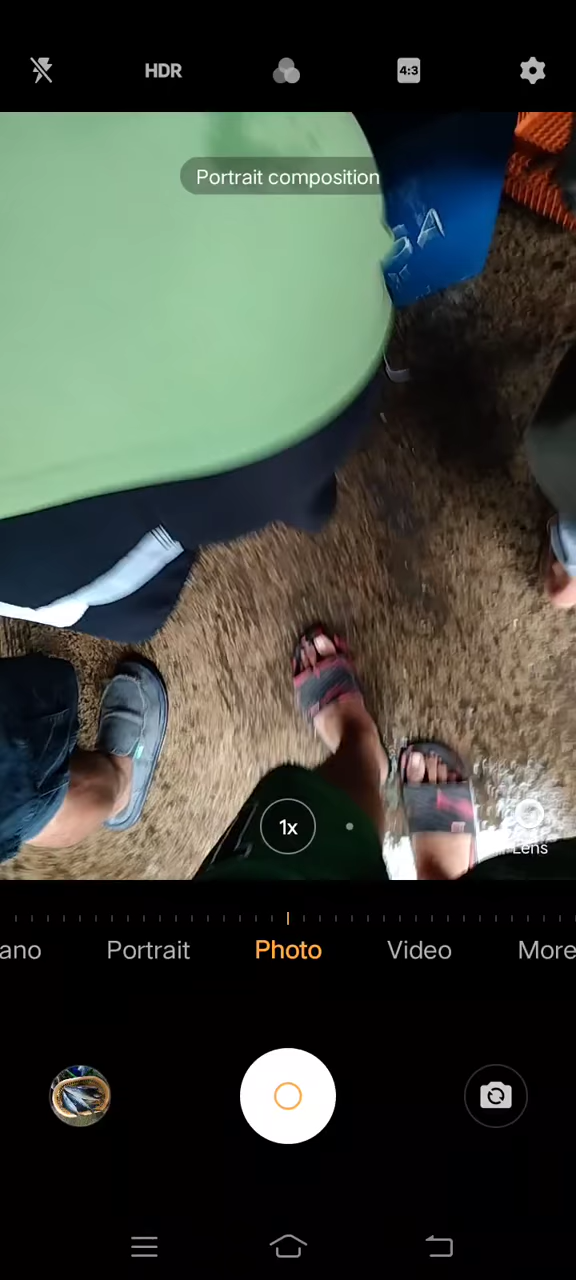 HDR
4:3
Portrait composition
1x
Lens
ano
Portrait
Photo
Video
More